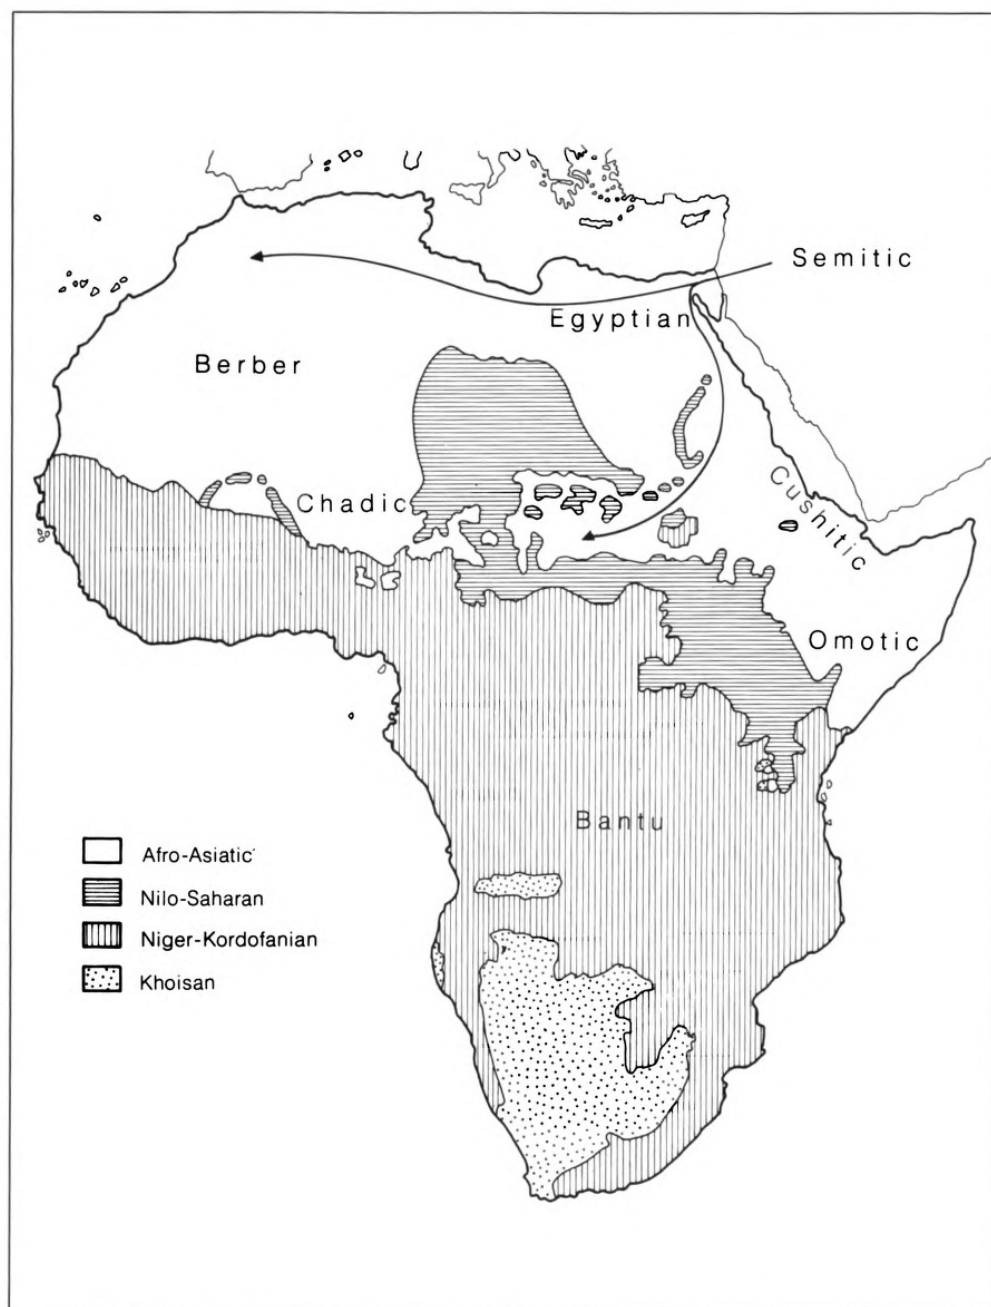 Semitic
Egyptian
Berber
Chadic
Cushitic
Omotic
Bantu
Afro-Asiatic
Nilo-Saharan
Niger-Kordofanian
Khoisan